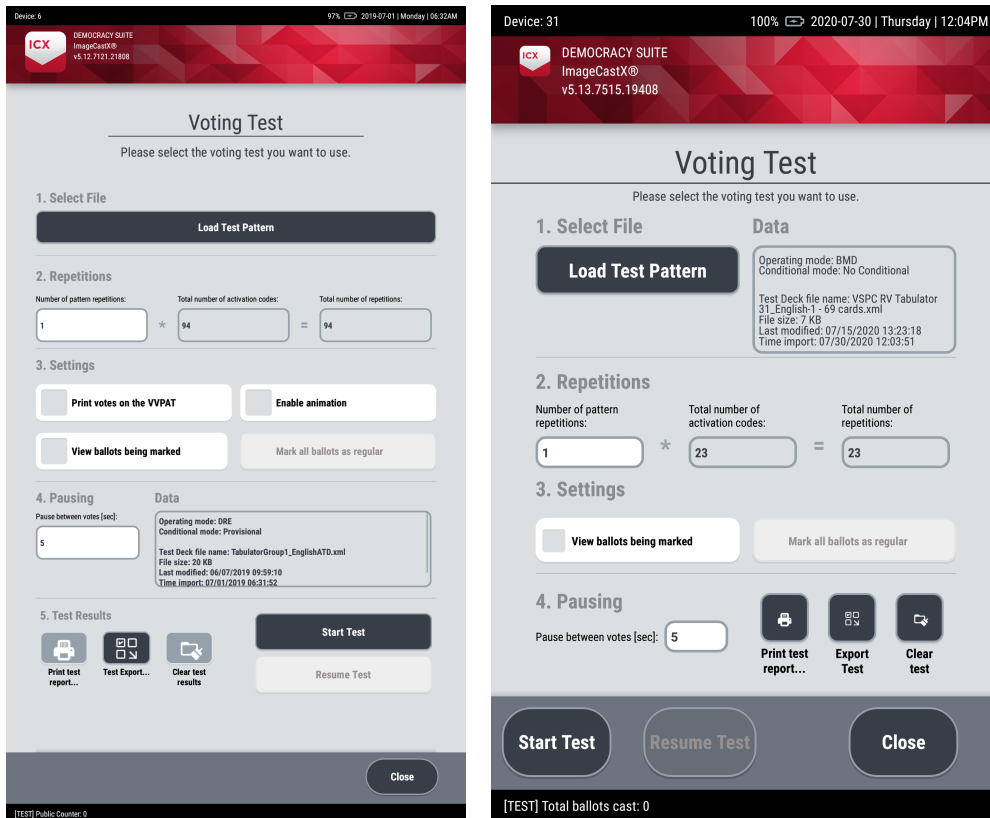 Device: 6
97% 2019-07-01 | Monday | 06:32AM
ICX
DEMOCRACY SUITE
ImageCastX®
v5.12.7121.21808
Voting Test
Please select the voting test you want to use.
1. Select File
Load Test Pattern
2. Repetitions
Number of pattern repetitions:
Total number of activation codes:
Total number of repetitions:
1 * 94 = 94
3. Settings
Print votes on the VVPAT
Enable animation
View ballots being marked
Mark all ballots as regular
4. Pausing
Pause between votes [sec]:
5
Data
Operating mode: DRE
Conditional mode: Provisional
Test Deck file name: TabulatorGroup1_EnglishATD.xml
File size: 20 KB
Last modified: 06/07/2019 09:59:10
Time import: 07/01/2019 06:31:52
5. Test Results
Print test
report...
Test Export...
Clear test
results
Start Test
Resume Test
Close
[TEST] Public Counter: 0
Device: 31
100% 2020-07-30 | Thursday | 12:04PM
ICX
DEMOCRACY SUITE
ImageCastX®
v5.13.7515.19408
Voting Test
Please select the voting test you want to use.
1. Select File
Load Test Pattern
Data
Operating mode: BMD
Conditional mode: No Conditional
Test Deck file name: VSPC RV Tabulator
31_English-1 - 69 cards.xml
File size: 7 KB
Last modified: 07/15/2020 13:23:18
Time import: 07/30/2020 12:03:51
2. Repetitions
Number of pattern
repetitions:
Total number of
activation codes:
Total number of
repetitions:
1 * 23 = 23
3. Settings
View ballots being marked
Mark all ballots as regular
4. Pausing
Pause between votes [sec]: 5
Print test
report...
Export
Test
Clear
test
Start Test
Resume Test
Close
[TEST] Total ballots cast: 0